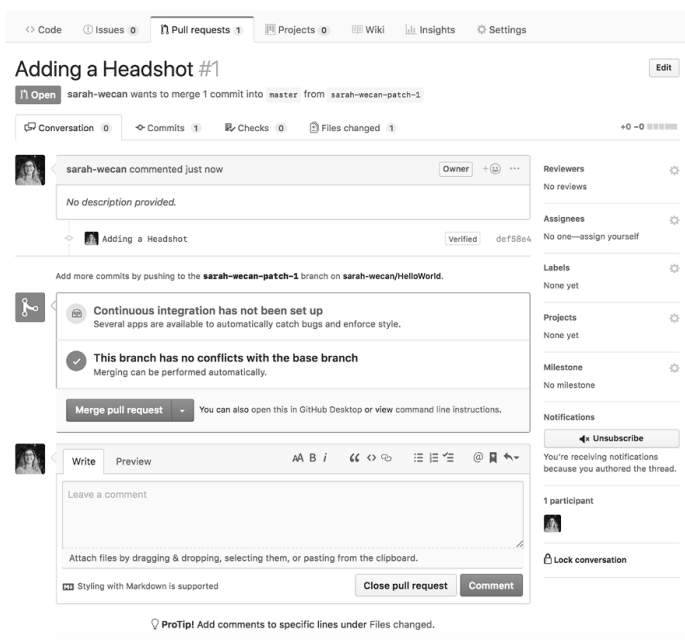 Code Issues 0 Pull requests 1 Projects 0 Wiki Insights Settings
Adding a Headshot #1
Edit
Open sarah-wecan wants to merge 1 commit into master from sarah-wecan-patch-1
Conversation 0 Commits 1 Checks 0 Files changed 1 +0 −0
sarah-wecan commented just now Owner
No description provided.
Adding a Headshot Verified def58e4
Add more commits by pushing to the sarah-wecan-patch-1 branch on sarah-wecan/HelloWorld.
Continuous integration has not been set up
Several apps are available to automatically catch bugs and enforce style.
This branch has no conflicts with the base branch
Merging can be performed automatically.
Merge pull request You can also open this in GitHub Desktop or view command line instructions.
Write Preview AA B i
Leave a comment
Attach files by dragging & dropping, selecting them, or pasting from the clipboard.
Styling with Markdown is supported
Close pull request Comment
ProTip! Add comments to specific lines under Files changed.
Reviewers
No reviews
Assignees
No one—assign yourself
Labels
None yet
Projects
None yet
Milestone
No milestone
Notifications
Unsubscribe
You're receiving notifications
because you authored the thread.
1 participant
Lock conversation